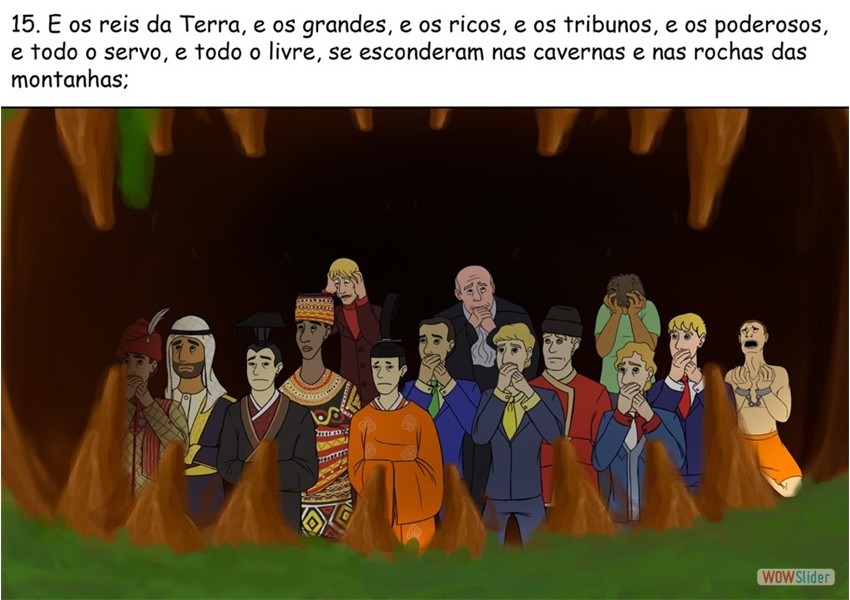 15. E os reis da Terra, e os grandes, e os ricos, e os tribunos, e os poderosos,
e todo o servo, e todo o livre, se esconderam nas cavernas e nas rochas das
montanhas;
WOWSlider